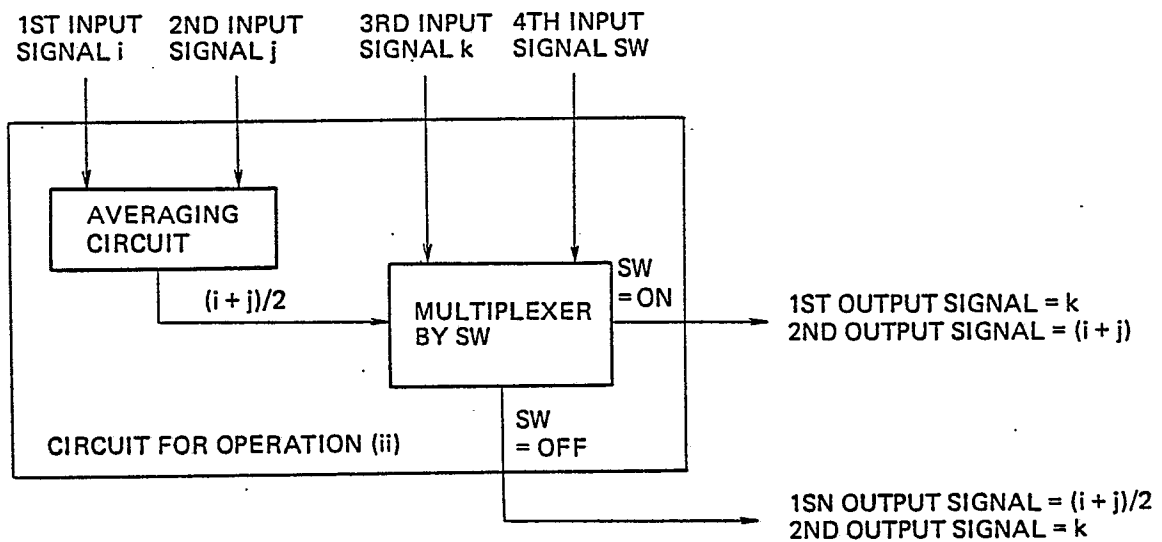 1ST INPUT
SIGNAL i
2ND INPUT
SIGNAL j
3RD INPUT
SIGNAL k
4TH INPUT
SIGNAL SW
AVERAGING
CIRCUIT
(i + j)/2
MULTIPLEXER
BY SW
SW
= ON
1ST OUTPUT SIGNAL = k
2ND OUTPUT SIGNAL = (i + j)
SW
= OFF
CIRCUIT FOR OPERATION (ii)
1SN OUTPUT SIGNAL = (i + j)/2
2ND OUTPUT SIGNAL = k